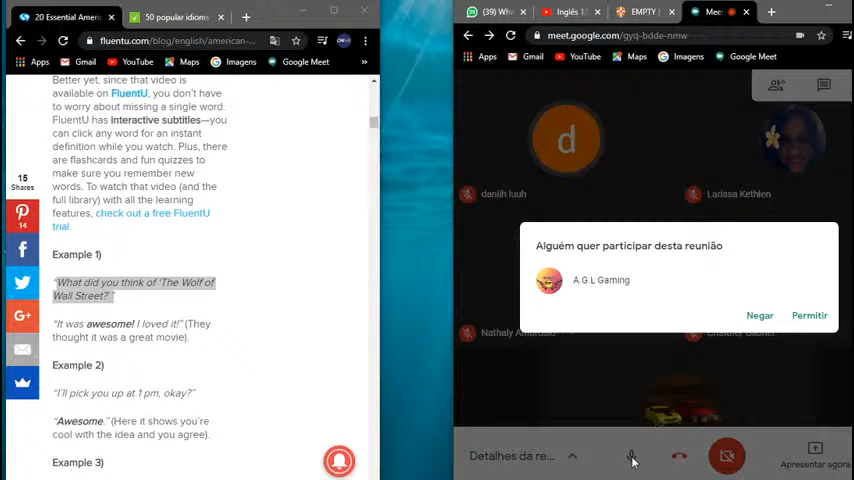 20 Essential Ameri
50 popular idioms
fluentu.com/blog/english/american-...
Apps
Gmail
YouTube
Maps
Google Meet
»
Better yet, since that video is
available on FluentU, you don't have
to worry about missing a single word.
FluentU has interactive subtitles—you
can click any word for an instant
definition while you watch. Plus, there
are flashcards and fun quizzes to
make sure you remember new
words. To watch that video (and the
full library) with all the learning
features, check out a free FluentU
trial.
15
Shares
14
Example 1)
"What did you think of 'The Wolf of
Wall Street?'"
"It was awesome! I loved it!" (They
thought it was a great movie).
Example 2)
"I'll pick you up at 1 pm, okay?"
"Awesome." (Here it shows you're
cool with the idea and you agree).
Example 3)
(39) Wha
Inglês 13
EMPTY |
Meet
meet.google.com/gyq-bdde-nmw
Apps
Gmail
YouTube
Maps
Imagens
Google Meet
d
daniih luuh
Larissa Kethlen
Alguém quer participar desta reunião
A.G.L Gaming
Negar
Permitir
Nathaly
Gabriel
Detalhes da re...
Apresentar agora